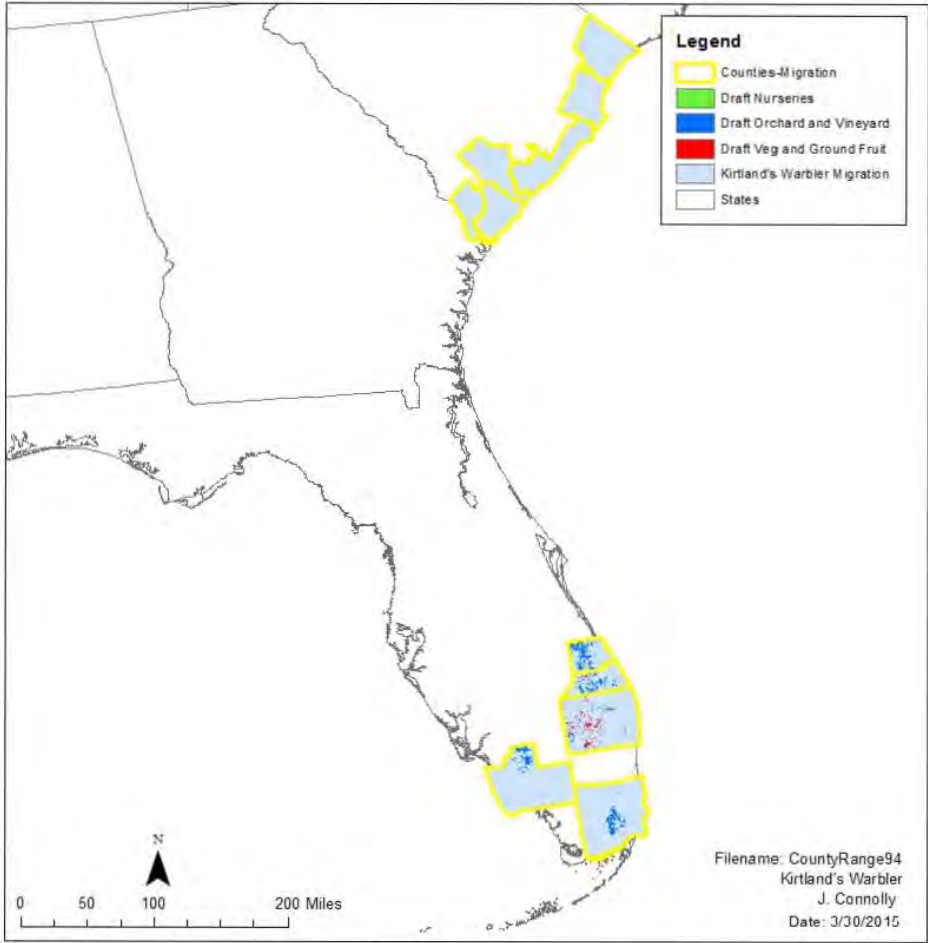 Legend
Counties-Migration
Draft Nurseries
Draft Orchard and Vineyard
Draft Veg and Ground Fruit
Kirtland's Warbler Migration
States
N
0 50 100 200 Miles
Filename: CountyRange94
Kirtland's Warbler
J. Connolly
Date: 3/30/2015